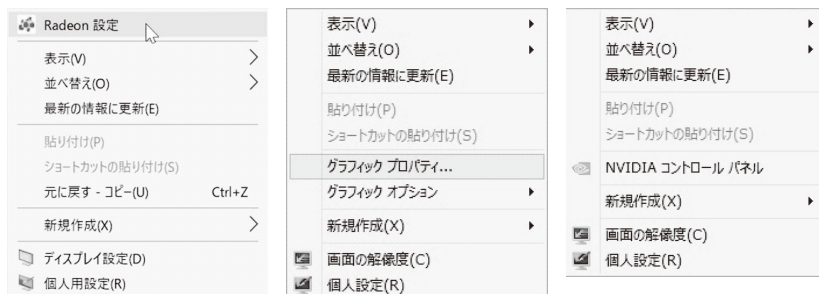 Radeon 設定
表示(V)
並べ替え(O)
最新の情報に更新(E)
貼り付け(P)
ショートカットの貼り付け(S)
元に戻す - コピー(U) Ctrl+Z
新規作成(X)
ディスプレイ設定(D)
個人用設定(R)
表示(V)
並べ替え(O)
最新の情報に更新(E)
貼り付け(P)
ショートカットの貼り付け(S)
グラフィック プロパティ...
グラフィック オプション
新規作成(X)
画面の解像度(C)
個人設定(R)
表示(V)
並べ替え(O)
最新の情報に更新(E)
貼り付け(P)
ショートカットの貼り付け(S)
NVIDIA コントロール パネル
新規作成(X)
画面の解像度(C)
個人設定(R)